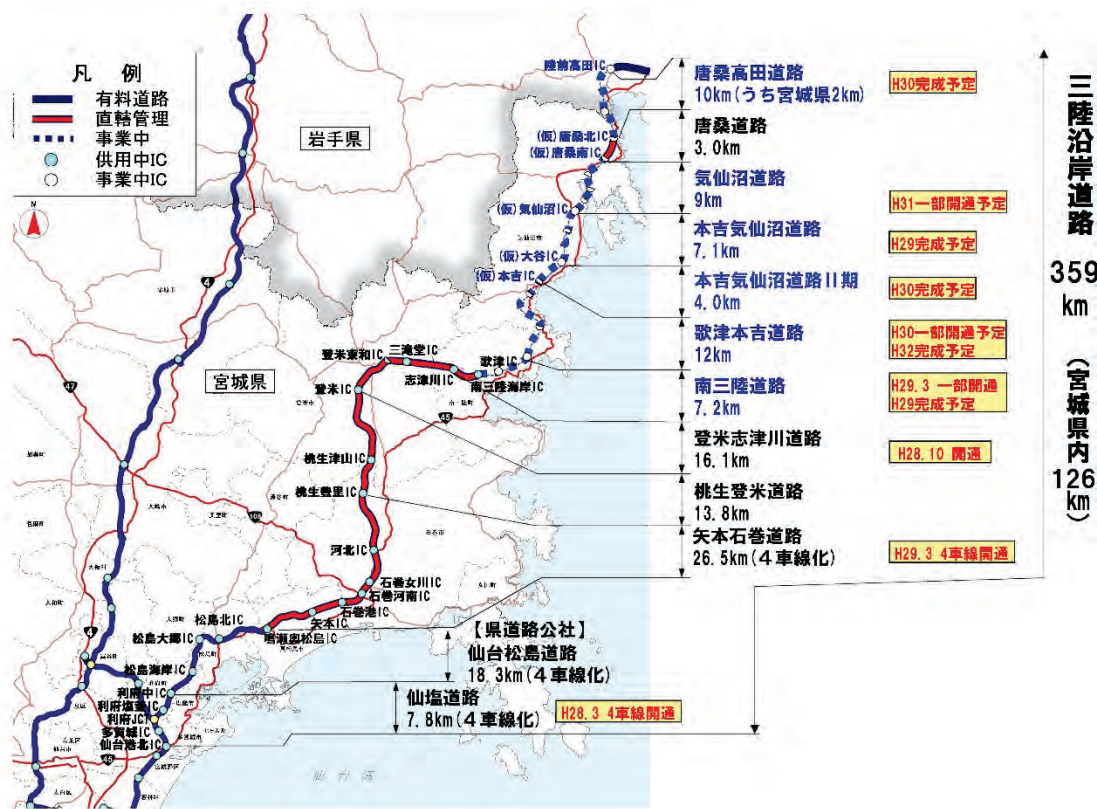 凡 例
有料道路
直轄管理
事業中
供用中IC
事業中IC
N
岩手県
宮城県
陸前高田IC
(仮)唐桑北IC
(仮)唐桑南IC
(仮)気仙沼IC
気仙沼市
(仮)大谷IC
(仮)本吉IC
歌津IC
南三陸海岸IC
志津川IC
三滝堂IC
登米東和IC
登米IC
桃生津山IC
桃生豊里IC
河北IC
石巻女川IC
石巻河南IC
石巻港IC
矢本IC
鳴瀬奥松島IC
松島北IC
松島大郷IC
松島海岸IC
利府中IC
利府塩釜IC
利府JCT
多賀城IC
仙台港北IC
4
47
108
45
4
45
仙台湾
唐桑高田道路
10km(うち宮城県2km)
H30完成予定
唐桑道路
3.0km
気仙沼道路
9km
H31一部開通予定
本吉気仙沼道路
7.1km
H29完成予定
本吉気仙沼道路Ⅱ期
4.0km
H30完成予定
歌津本吉道路
12km
H30一部開通予定
H32完成予定
南三陸道路
7.2km
H29.3 一部開通
H29完成予定
登米志津川道路
16.1km
H28.10 開通
桃生登米道路
13.8km
矢本石巻道路
26.5km(4車線化)
H29.3 4車線開通
【県道路公社】
仙台松島道路
18.3km(4車線化)
仙塩道路
7.8km(4車線化)
H28.3 4車線開通
三陸沿岸道路
359
km
(宮城県内
126
km)